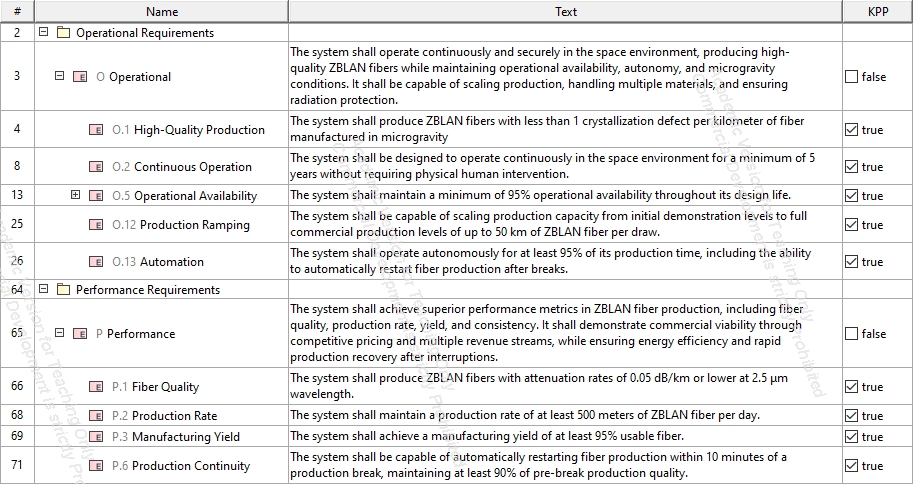 # Name Text KPP
2 Operational Requirements
3 O Operational The system shall operate continuously and securely in the space environment, producing high-
quality ZBLAN fibers while maintaining operational availability, autonomy, and microgravity
conditions. It shall be capable of scaling production, handling multiple materials, and ensuring
radiation protection. false
4 O.1 High-Quality Production The system shall produce ZBLAN fibers with less than 1 crystallization defect per kilometer of fiber
manufactured in microgravity true
8 O.2 Continuous Operation The system shall be designed to operate continuously in the space environment for a minimum of 5
years without requiring physical human intervention. true
13 O.5 Operational Availability The system shall maintain a minimum of 95% operational availability throughout its design life. true
25 O.12 Production Ramping The system shall be capable of scaling production capacity from initial demonstration levels to full
commercial production levels of up to 50 km of ZBLAN fiber per draw. true
26 O.13 Automation The system shall operate autonomously for at least 95% of its production time, including the ability
to automatically restart fiber production after breaks. true
64 Performance Requirements
65 P Performance The system shall achieve superior performance metrics in ZBLAN fiber production, including fiber
quality, production rate, yield, and consistency. It shall demonstrate commercial viability through
competitive pricing and multiple revenue streams, while ensuring energy efficiency and rapid
production recovery after interruptions. false
66 P.1 Fiber Quality The system shall produce ZBLAN fibers with attenuation rates of 0.05 dB/km or lower at 2.5 μm
wavelength. true
68 P.2 Production Rate The system shall maintain a production rate of at least 500 meters of ZBLAN fiber per day. true
69 P.3 Manufacturing Yield The system shall achieve a manufacturing yield of at least 95% usable fiber. true
71 P.6 Production Continuity The system shall be capable of automatically restarting fiber production within 10 minutes of a
production break, maintaining at least 90% of pre-break production quality. true
Academic Version for Teaching Only
Commercial Development is strictly Prohibited